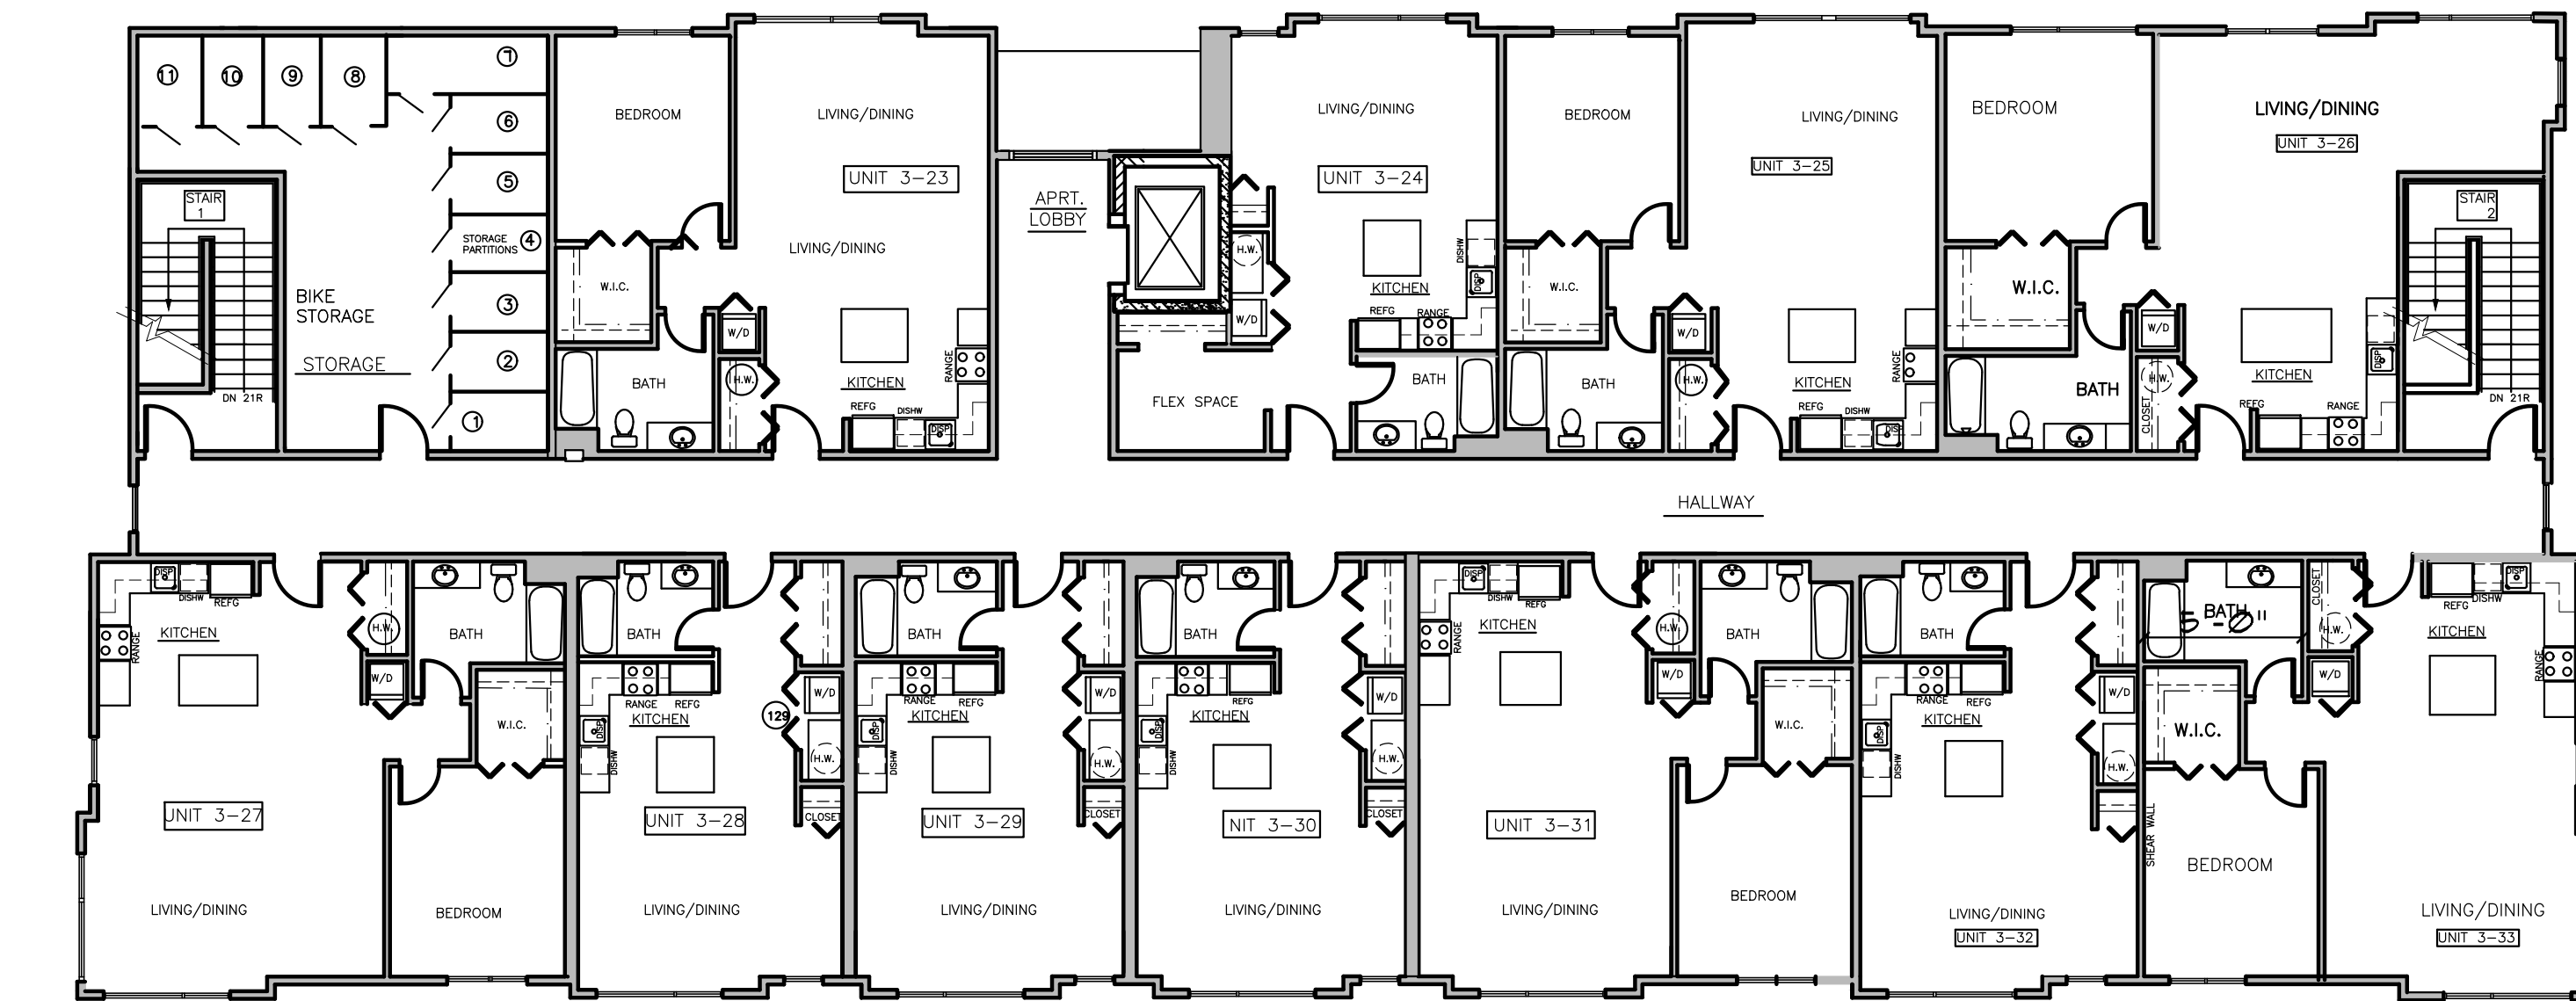 11
10
9
8
7
6
5
STORAGE
PARTITIONS
4
3
2
1
STAIR
1
DN 21R
BIKE
STORAGE
STORAGE
BEDROOM
LIVING/DINING
UNIT 3-23
LIVING/DINING
W.I.C.
W/D
H.W.
BATH
KITCHEN
RANGE
REFG
DISHW
DISP
APRT.
LOBBY
FLEX SPACE
LIVING/DINING
UNIT 3-24
H.W.
W/D
DISHW
DISP
KITCHEN
REFG
RANGE
BATH
BEDROOM
LIVING/DINING
UNIT 3-25
W.I.C.
W/D
H.W.
BATH
KITCHEN
RANGE
REFG
DISHW
DIS
BEDROOM
LIVING/DINING
UNIT 3-26
W.I.C.
W/D
H.W.
CLOSET
BATH
KITCHEN
DISP
REFG
RANGE
STAIR
2
DN 21R
HALLWAY
DISP
DISHW
REFG
KITCHEN
RANGE
H.W.
W/D
BATH
W.I.C.
UNIT 3-27
LIVING/DINING
BEDROOM
BATH
RANGE
REFG
KITCHEN
DISP
DISHW
129
W/D
H.W.
CLOSET
UNIT 3-28
LIVING/DINING
BATH
RANGE
REFG
KITCHEN
DISP
DISHW
W/D
H.W.
CLOSET
UNIT 3-29
LIVING/DINING
BATH
REFG
KITCHEN
DISP
DISHW
W/D
H.W.
CLOSET
NIT 3-30
LIVING/DINING
DISP
DISHW
REFG
KITCHEN
RANGE
H.W.
W/D
BATH
W.I.C.
UNIT 3-31
LIVING/DINING
BEDROOM
BATH
RANGE
REFG
KITCHEN
DISP
DISHW
W/D
H.W.
LIVING/DINING
UNIT 3-32
SHEAR WALL
BATH
5'-0"
CLOSET
H.W.
W/D
W.I.C.
BEDROOM
REFG
DISHW
DISP
KITCHEN
RANGE
LIVING/DINING
UNIT 3-33